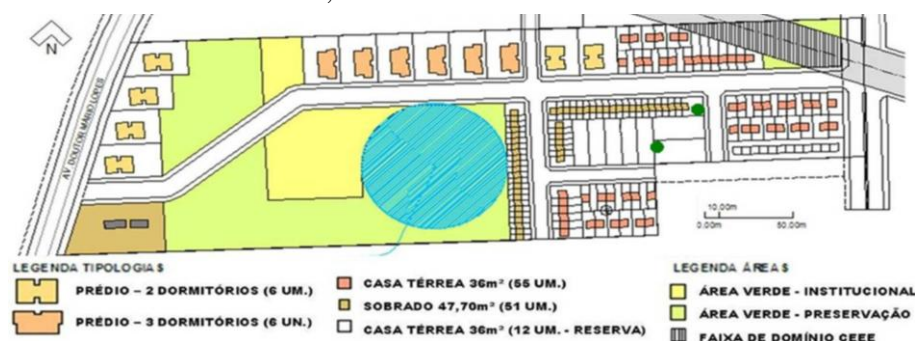 N
AV. DOUTOR MÁRIO LOPES
10,00m
0,00m 50,00m
LEGENDA TIPOLOGIAS
PRÉDIO – 2 DORMITÓRIOS (6 UM.)
PRÉDIO – 3 DORMITÓRIOS (6 UN.)
CASA TÉRREA 36m² (55 UM.)
SOBRADO 47,70m² (51 UM.)
CASA TÉRREA 36m² (12 UM. - RESERVA)
LEGENDA ÁREAS
ÁREA VERDE - INSTITUCIONAL
ÁREA VERDE - PRESERVAÇÃO
FAIXA DE DOMÍNIO CEEE